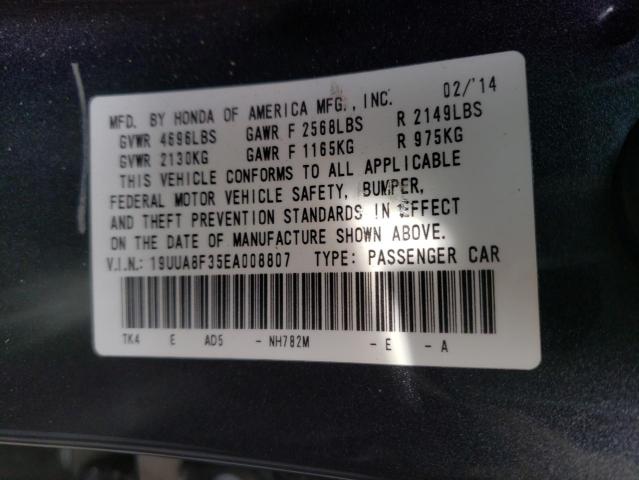 MFD. BY HONDA OF AMERICA MFG., INC. 02/'14
GVWR 4696LBS GAWR F 2568LBS R 2149LBS
GVWR 2130KG GAWR F 1165KG R 975KG
THIS VEHICLE CONFORMS TO ALL APPLICABLE
FEDERAL MOTOR VEHICLE SAFETY, BUMPER,
AND THEFT PREVENTION STANDARDS IN EFFECT
ON THE DATE OF MANUFACTURE SHOWN ABOVE.
V.I.N.: 19UUA8F35EA008807 TYPE: PASSENGER CAR
TK4 E AD5 - NH782M - E - A